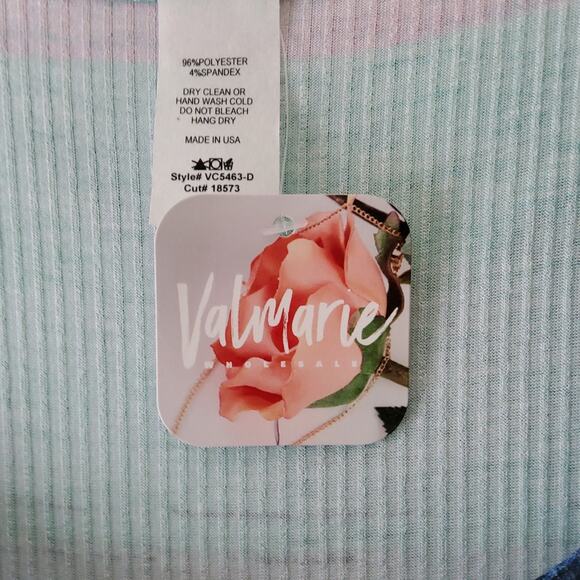 96%POLYESTER
4%SPANDEX
DRY CLEAN OR
HAND WASH COLD
DO NOT BLEACH
HANG DRY
MADE IN USA
Style# VC5463-D
Cut# 18573
ValMarie
WHOLESALE